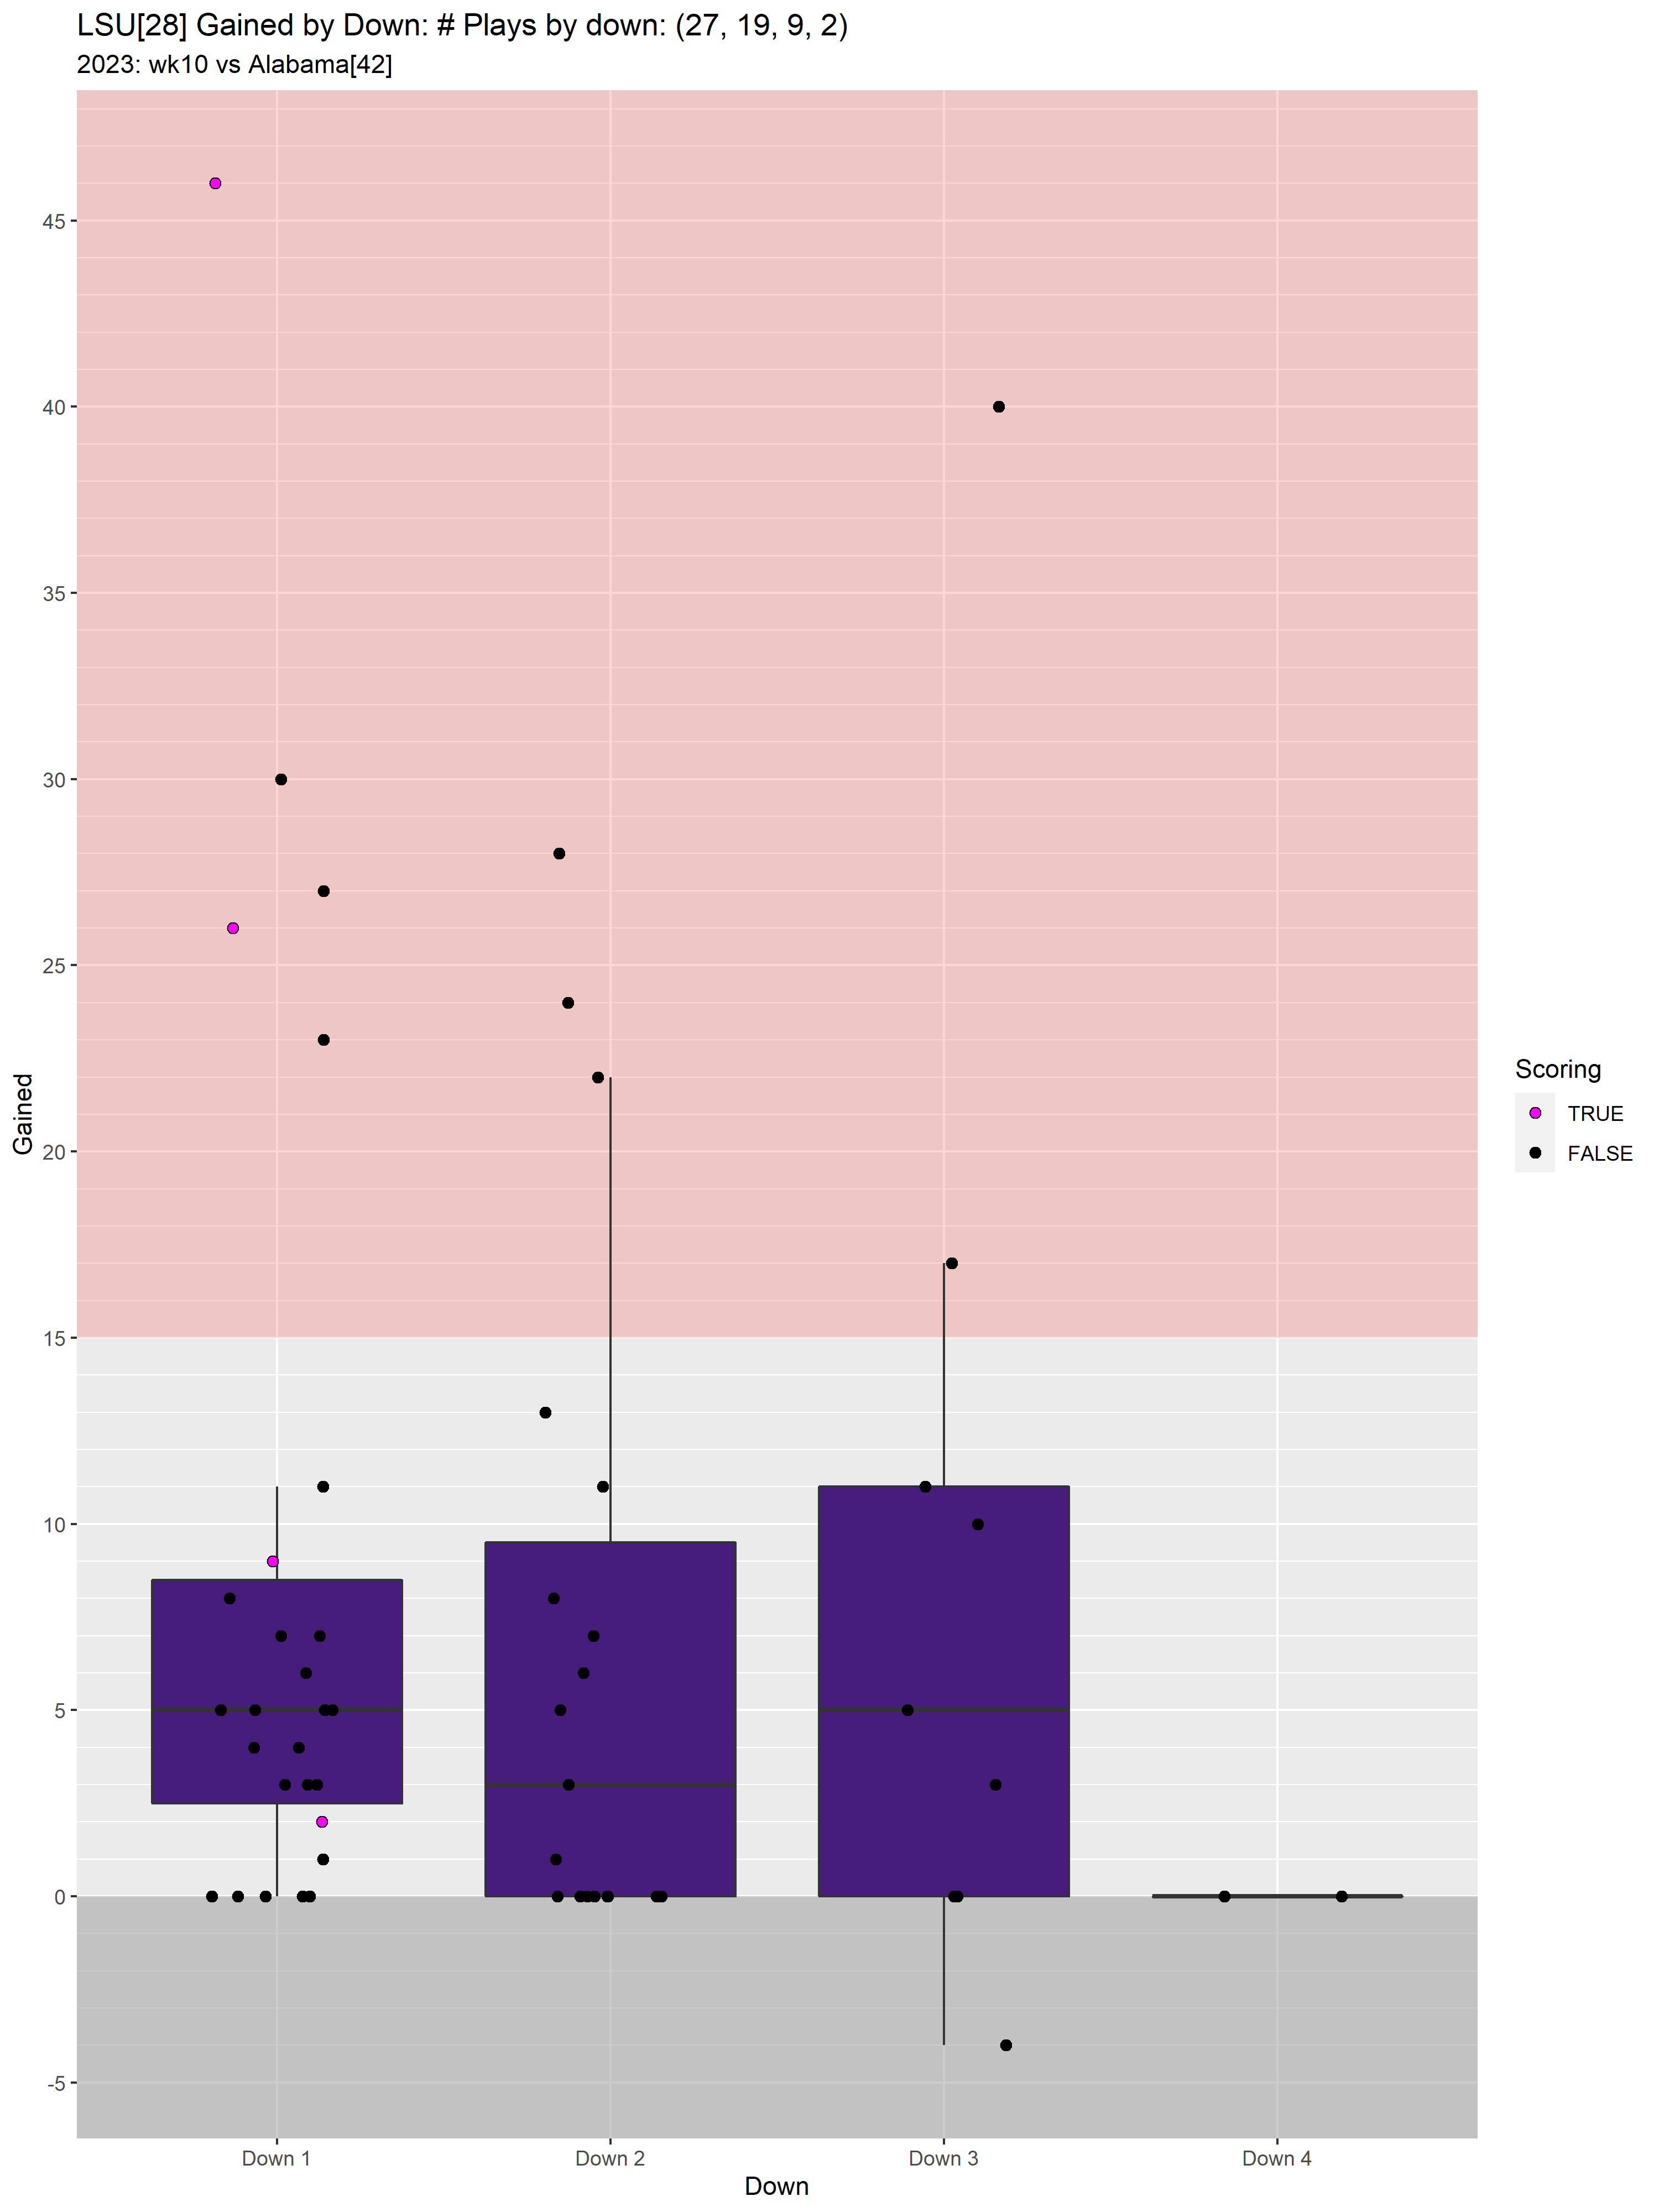 LSU[28] Gained by Down: # Plays by down: (27, 19, 9, 2)
2023: wk10 vs Alabama[42]
Gained
45
40
35
30
25
20
15
10
5
0
-5
Down 1
Down 2
Down 3
Down 4
Down
Scoring
TRUE
FALSE